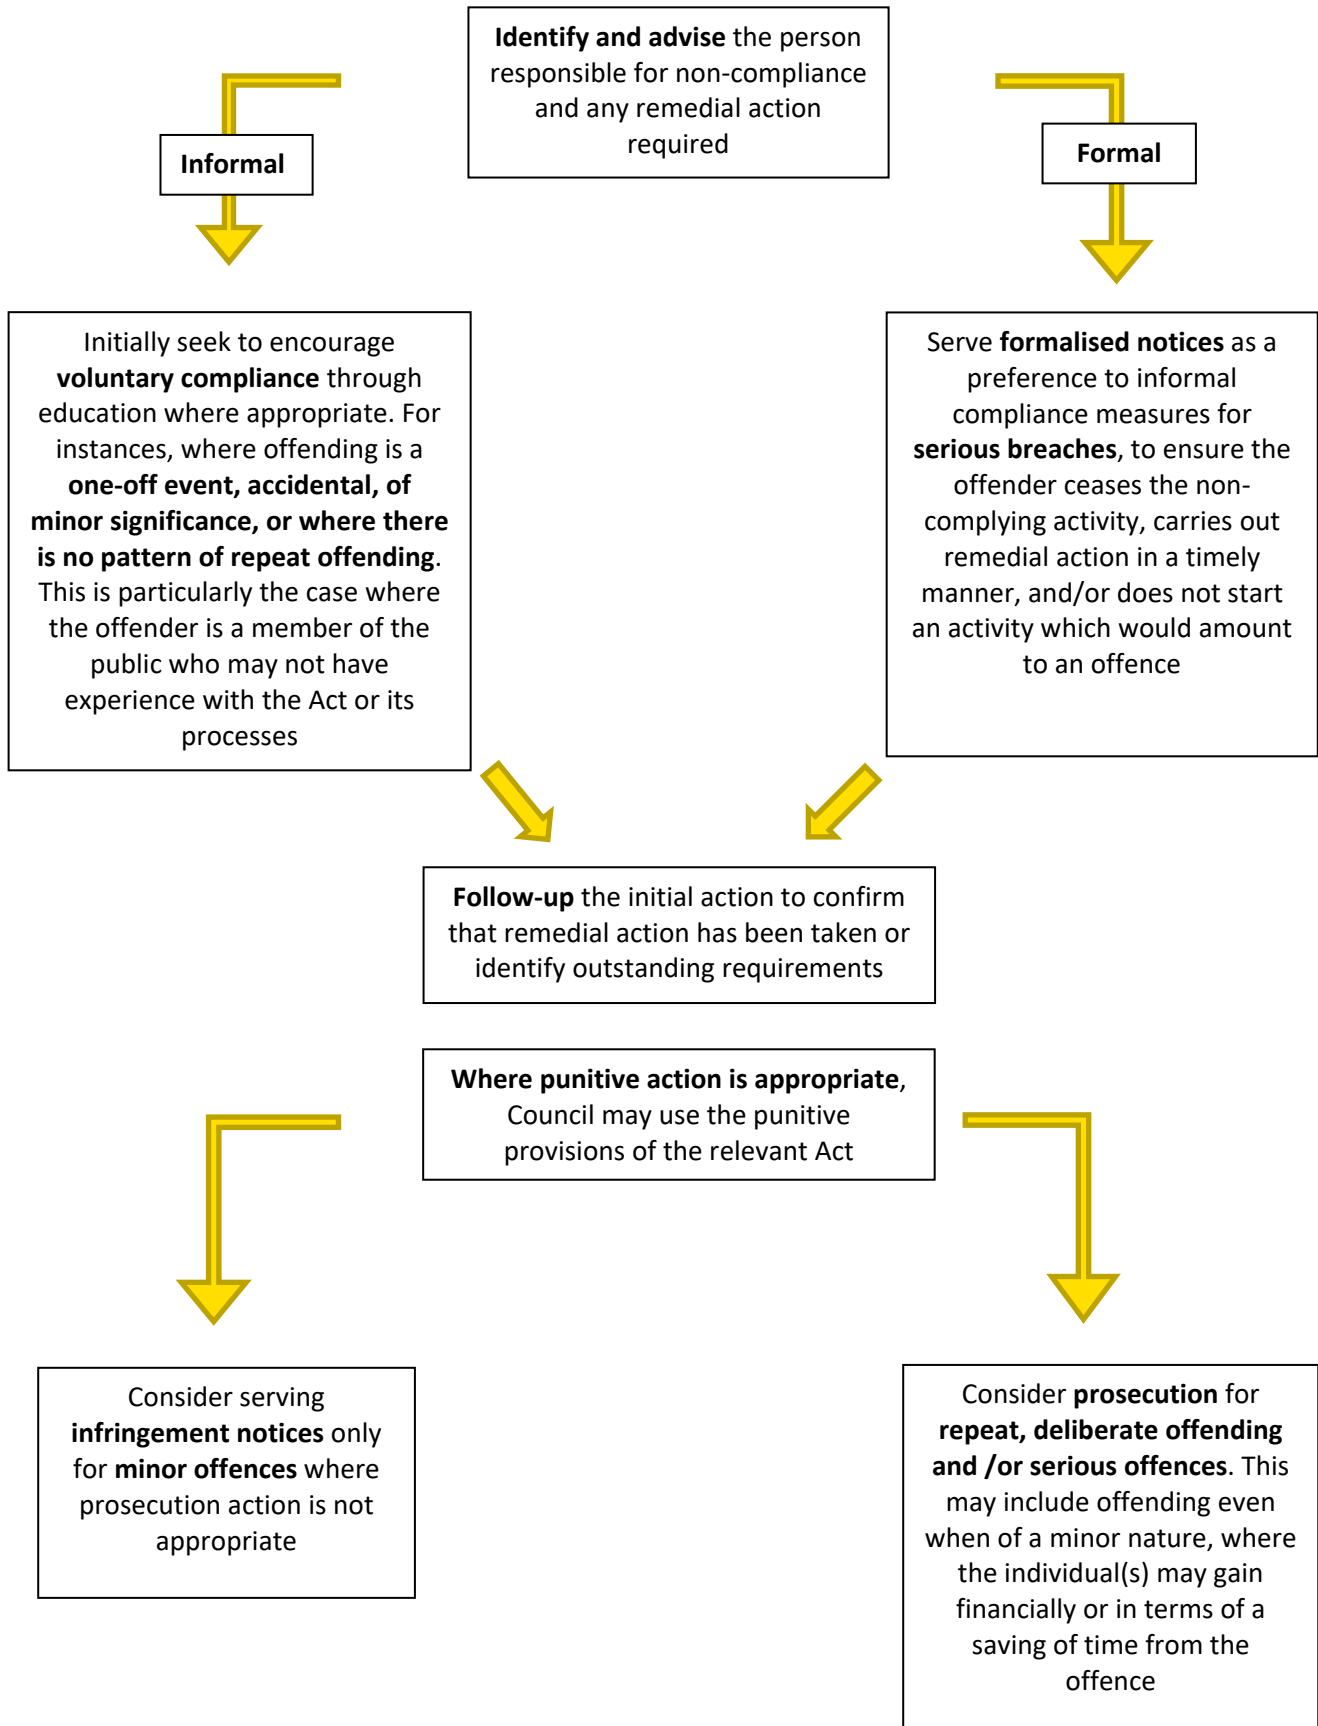 Identify and advise the person
responsible for non-compliance
and any remedial action
required
Informal
Formal
Initially seek to encourage
voluntary compliance through
education where appropriate. For
instances, where offending is a
one-off event, accidental, of
minor significance, or where there
is no pattern of repeat offending.
This is particularly the case where
the offender is a member of the
public who may not have
experience with the Act or its
processes
Serve formalised notices as a
preference to informal
compliance measures for
serious breaches, to ensure the
offender ceases the non-
complying activity, carries out
remedial action in a timely
manner, and/or does not start
an activity which would amount
to an offence
Follow-up the initial action to confirm
that remedial action has been taken or
identify outstanding requirements
Where punitive action is appropriate,
Council may use the punitive
provisions of the relevant Act
Consider serving
infringement notices only
for minor offences where
prosecution action is not
appropriate
Consider prosecution for
repeat, deliberate offending
and /or serious offences. This
may include offending even
when of a minor nature, where
the individual(s) may gain
financially or in terms of a
saving of time from the
offence